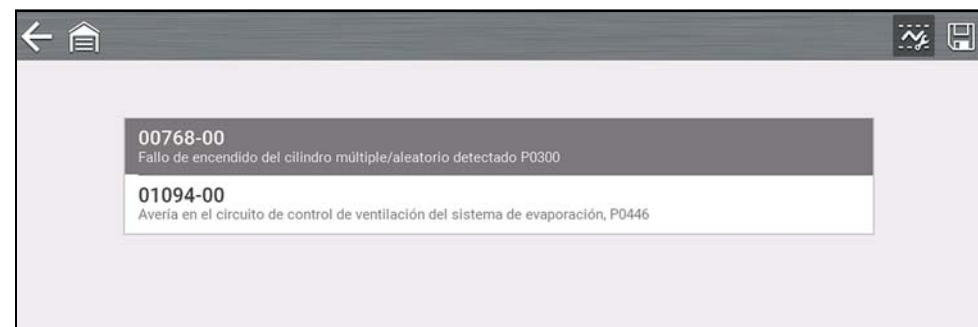 00768-00
Fallo de encendido del cilindro múltiple/aleatorio detectado P0300
01094-00
Avería en el circuito de control de ventilación del sistema de evaporación, P0446